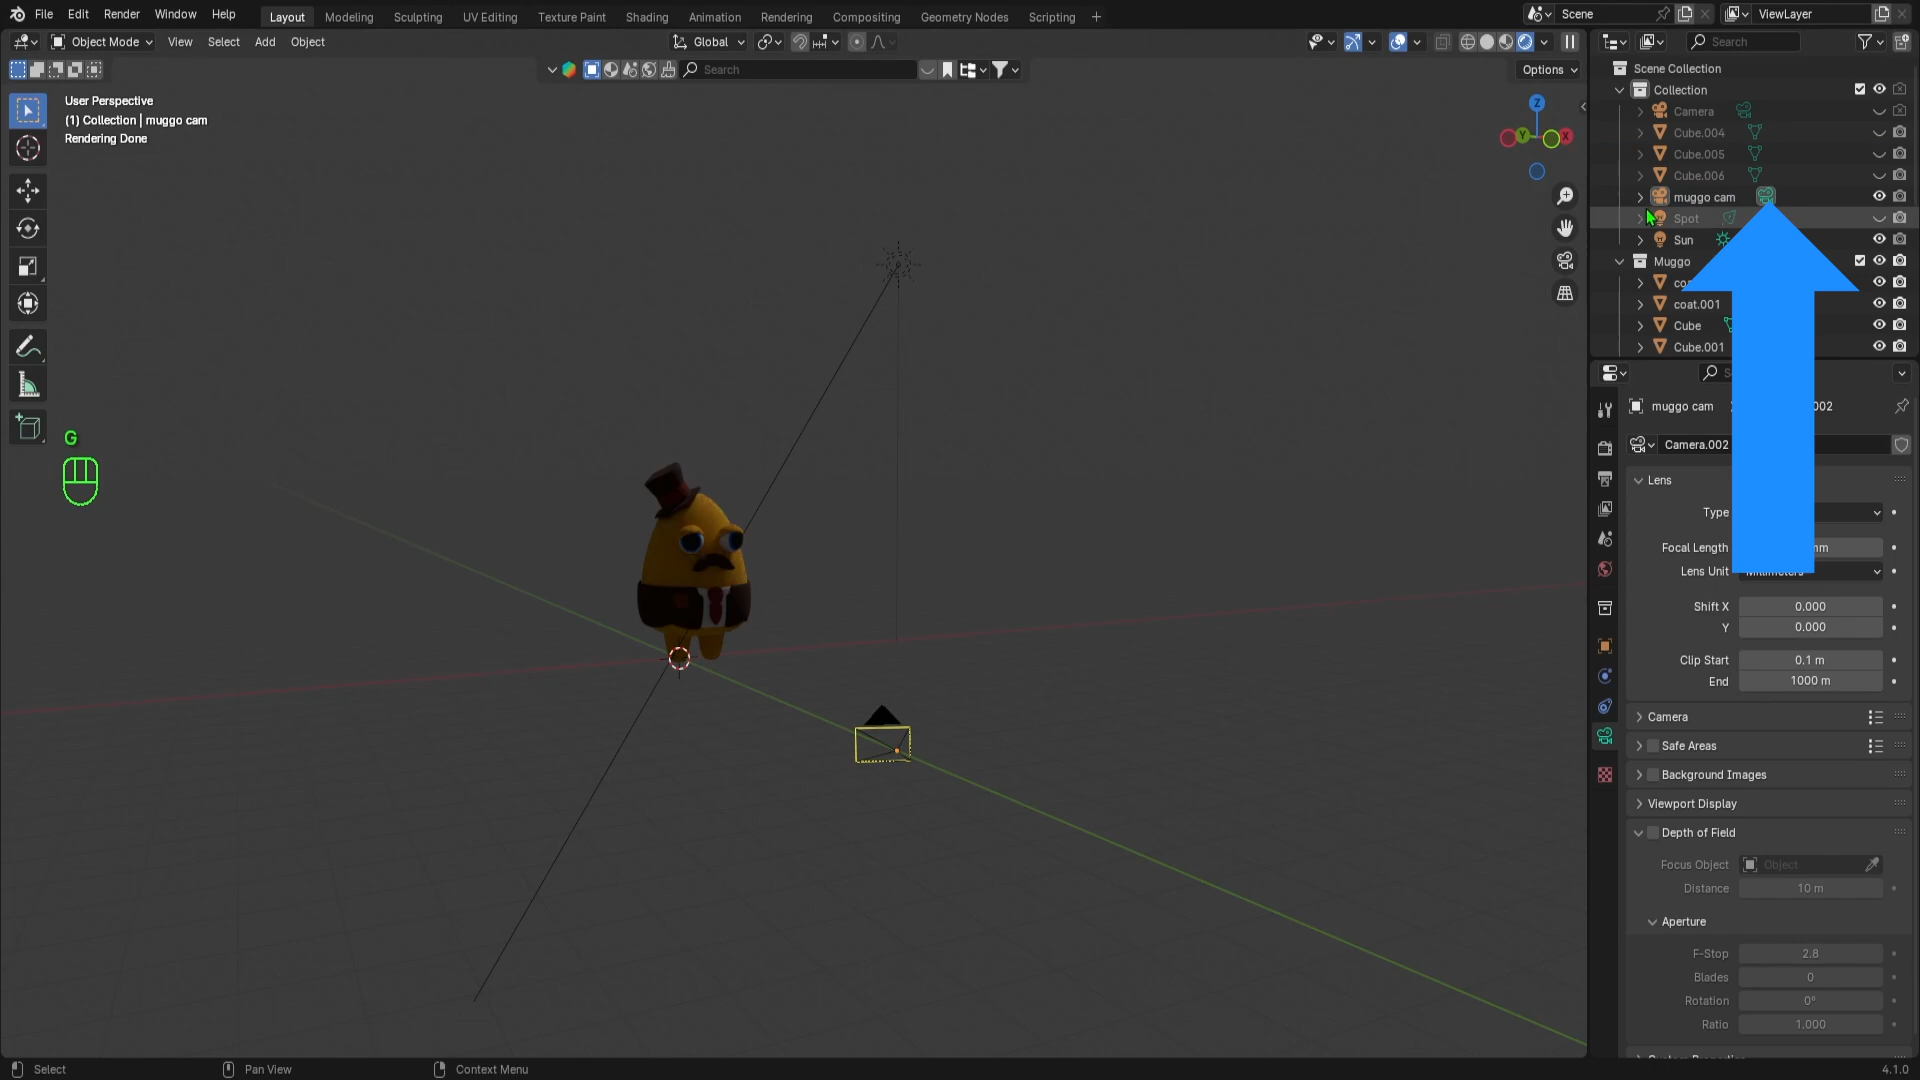 File Edit Render Window Help Layout Modeling Sculpting UV Editing Texture Paint Shading Animation Rendering Compositing Geometry Nodes Scripting + Scene ViewLayer
Object Mode View Select Add Object Global Search
Search Options
User Perspective
(1) Collection | muggo cam
Rendering Done
Z
Y X
G
Scene Collection
Collection
Camera
Cube.004
Cube.005
Cube.006
muggo cam
Spot
Sun
Muggo
coat.001
Cube
Cube.001
muggo cam 002
Camera.002
Lens
Type
Focal Length mm
Lens Unit Millimeters
Shift X 0.000
Y 0.000
Clip Start 0.1 m
End 1000 m
Camera
Safe Areas
Background Images
Viewport Display
Depth of Field
Focus Object Object
Distance 10 m
Aperture
F-Stop 2.8
Blades 0
Rotation 0°
Ratio 1.000
Select Pan View Context Menu 4.1.0